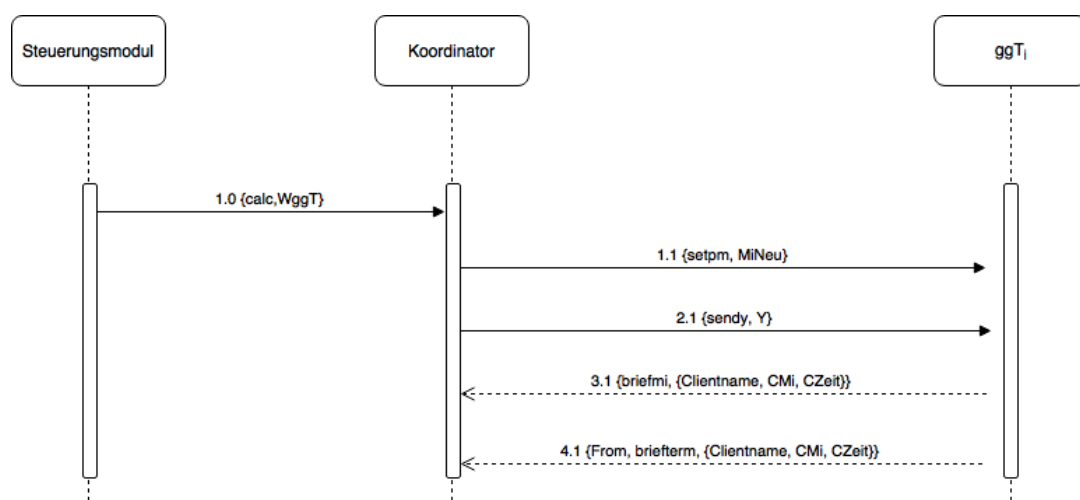 Steuerungsmodul
Koordinator
ggTi
1.0 {calc,WggT}
1.1 {setpm, MiNeu}
2.1 {sendy, Y}
3.1 {briefmi, {Clientname, CMi, CZeit}}
4.1 {From, briefterm, {Clientname, CMi, CZeit}}